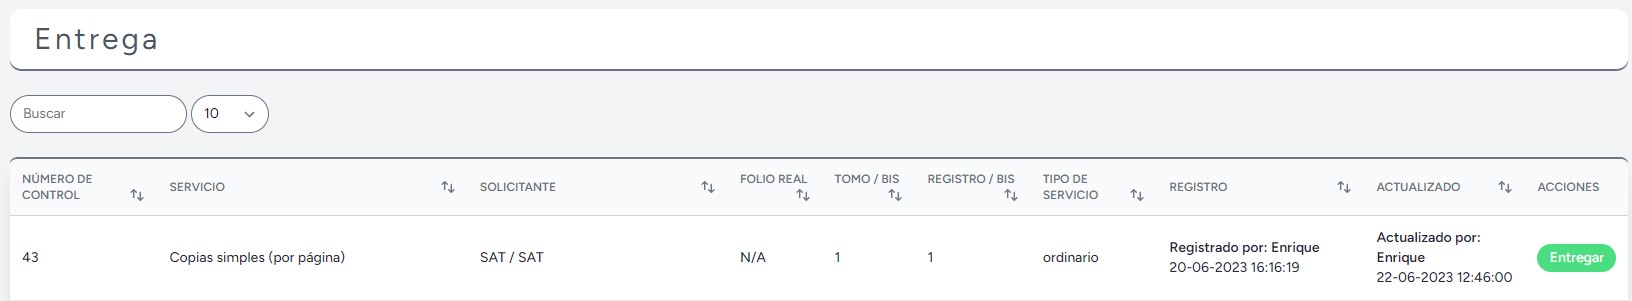 Entrega
Buscar
10
NÚMERO DE CONTROL
SERVICIO
SOLICITANTE
FOLIO REAL
TOMO / BIS
REGISTRO / BIS
TIPO DE SERVICIO
REGISTRO
ACTUALIZADO
ACCIONES
43
Copias simples (por página)
SAT / SAT
N/A
1
1
ordinario
Registrado por: Enrique
20-06-2023 16:16:19
Actualizado por:
Enrique
22-06-2023 12:46:00
Entregar